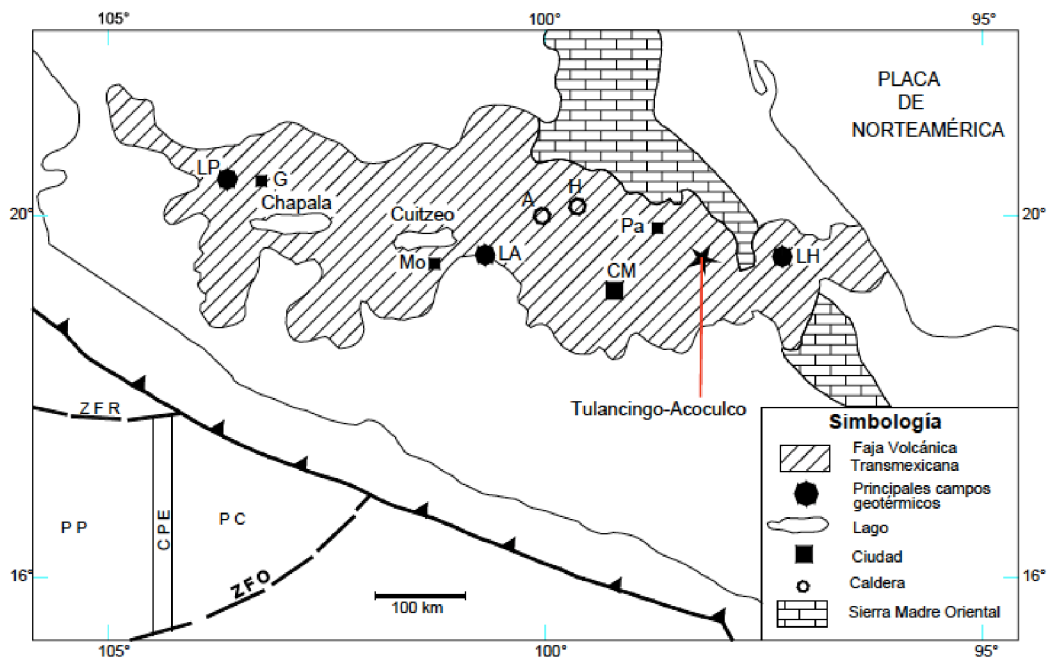 105°
100°
95°
PLACA
DE
NORTEAMÉRICA
LP
G
Chapala
Cuitzeo
A
H
20°
20°
Pa
Mo
LA
CM
LH
Tulancingo-Acoculco
ZFR
PP
CPE
PC
ZFO
100 km
16°
16°
Simbología
Faja Volcánica
Transmexicana
Principales campos
geotérmicos
Lago
Ciudad
Caldera
Sierra Madre Oriental
105°
100°
95°